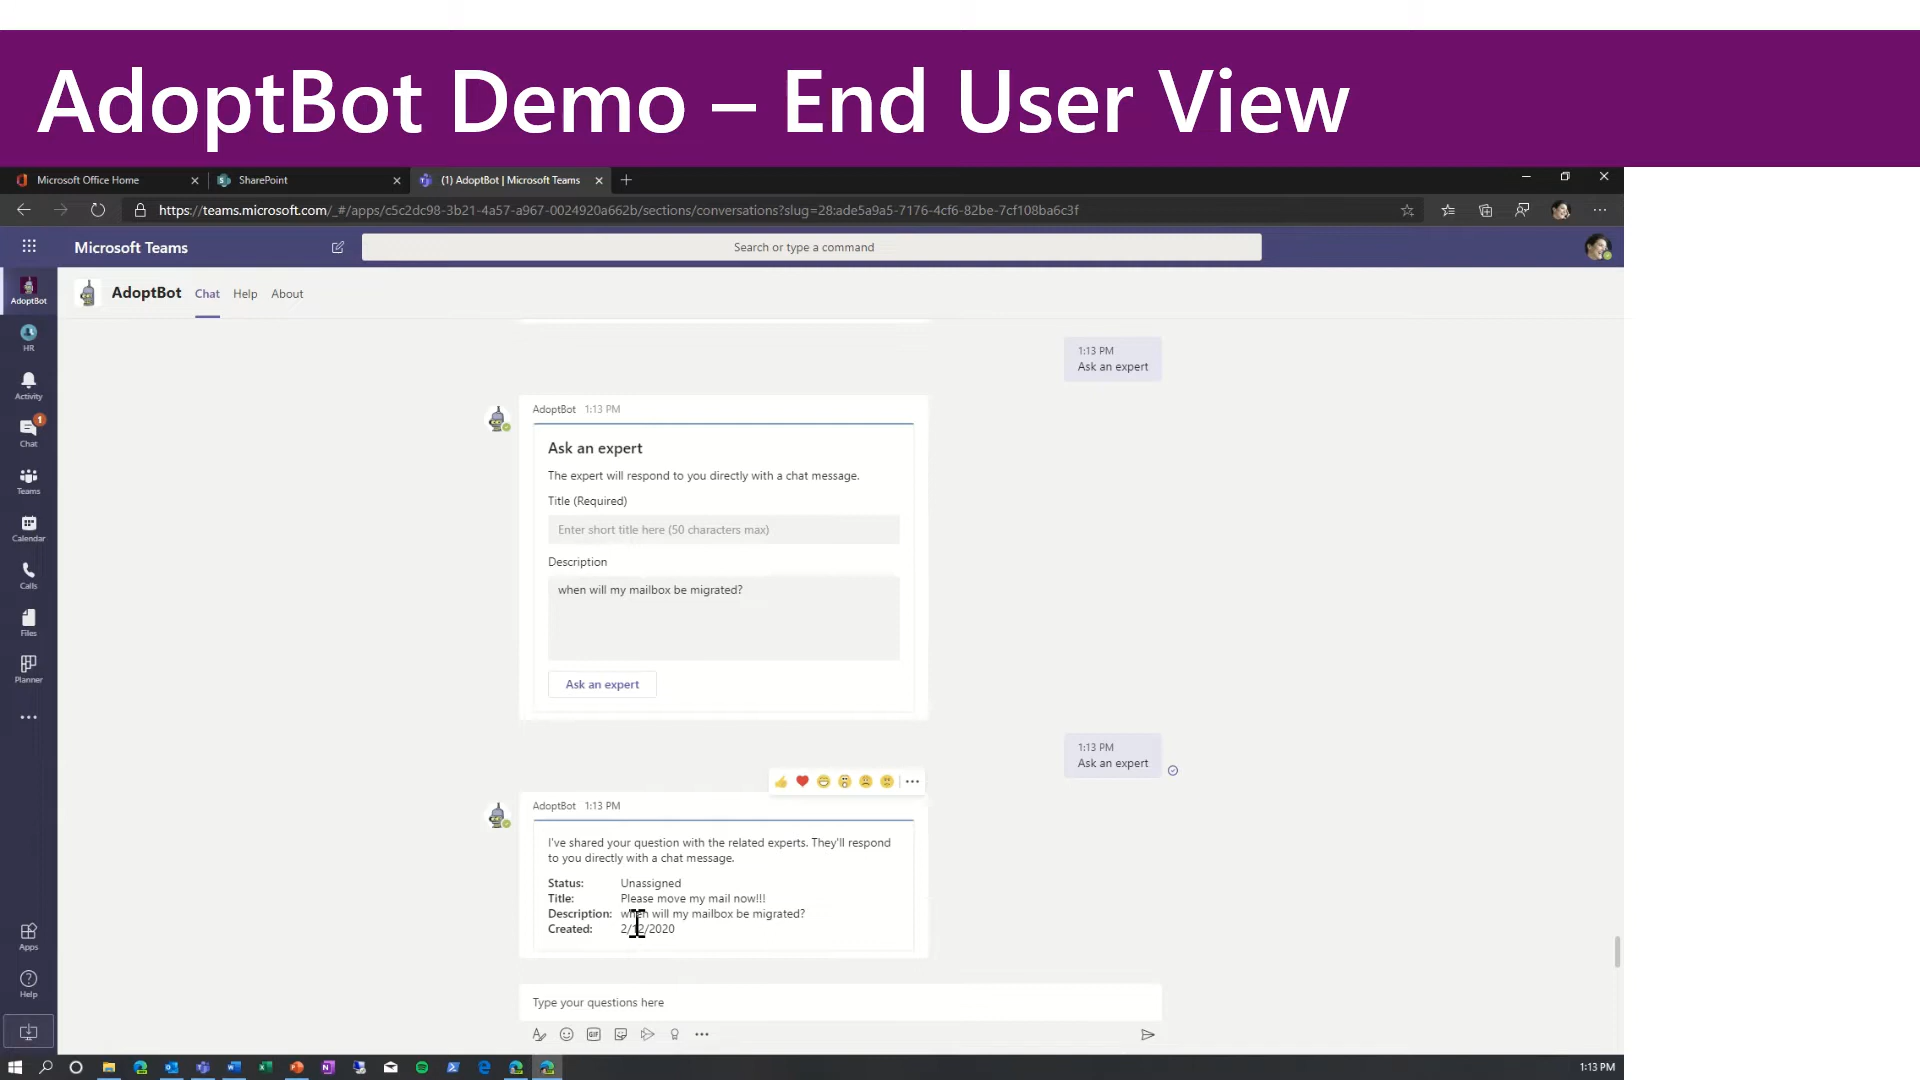 AdoptBot Demo – End User View
Microsoft Office Home
SharePoint
(1) AdoptBot | Microsoft Teams
https://teams.microsoft.com/_#/apps/c5c2dc98-3b21-4a57-a967-0024920a662b/sections/conversations?slug=28:ade5a9a5-7176-4cf6-82be-7cf108ba6c3f
Microsoft Teams
Search or type a command
AdoptBot
HR
Activity
1
Chat
Teams
Calendar
Calls
Files
Planner
Apps
Help
AdoptBot
Chat
Help
About
1:13 PM
Ask an expert
AdoptBot 1:13 PM
Ask an expert
The expert will respond to you directly with a chat message.
Title (Required)
Enter short title here (50 characters max)
Description
when will my mailbox be migrated?
Ask an expert
1:13 PM
Ask an expert
AdoptBot 1:13 PM
I've shared your question with the related experts. They'll respond
to you directly with a chat message.
Status: Unassigned
Title: Please move my mail now!!!
Description: when will my mailbox be migrated?
Created: 2/12/2020
Type your questions here
GIF
1:13 PM